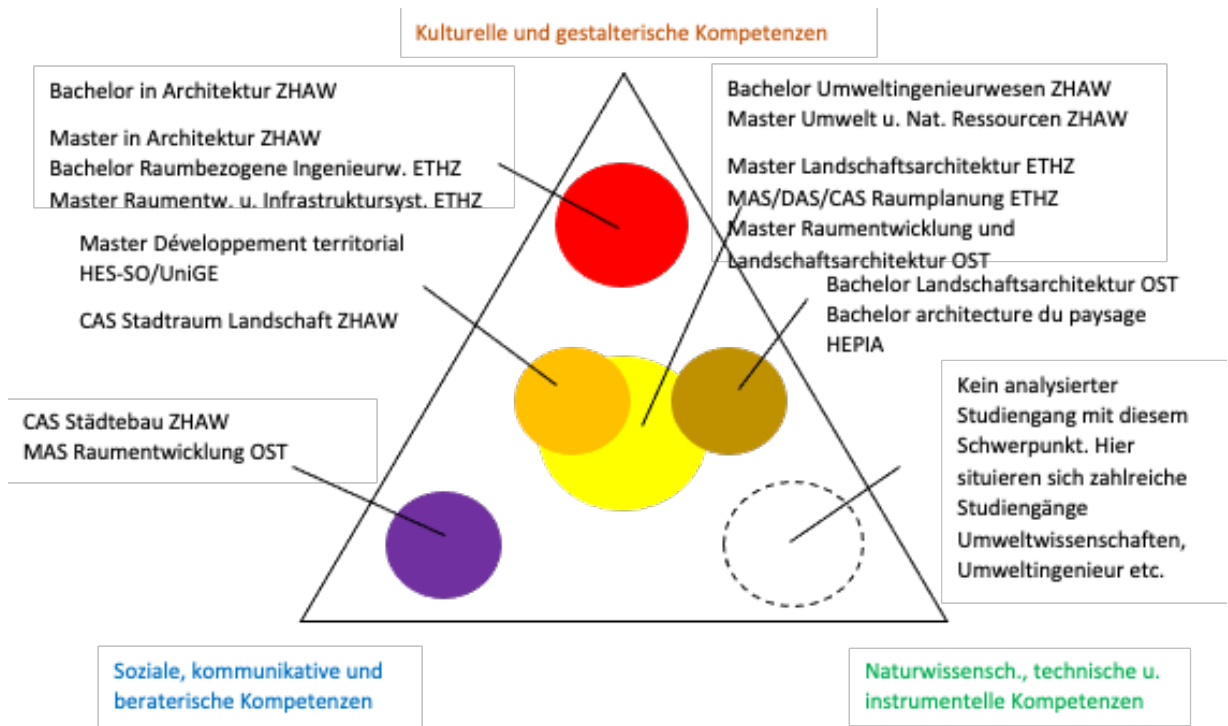 Kulturelle und gestalterische Kompetenzen
Bachelor in Architektur ZHAW
Master in Architektur ZHAW
Bachelor Raumbezogene Ingenieurw. ETHZ
Master Raumentw. u. Infrastruktursyst. ETHZ
Bachelor Umweltingenieurwesen ZHAW
Master Umwelt u. Nat. Ressourcen ZHAW
Master Landschaftsarchitektur ETHZ
MAS/DAS/CAS Raumplanung ETHZ
Master Raumentwicklung und
Landschaftsarchitektur OST
Master Développement territorial
HES-SO/UniGE
CAS Stadtraum Landschaft ZHAW
Bachelor Landschaftsarchitektur OST
Bachelor architecture du paysage
HEPIA
CAS Städtebau ZHAW
MAS Raumentwicklung OST
Kein analysierter
Studiengang mit diesem
Schwerpunkt. Hier
situieren sich zahlreiche
Studiengänge
Umweltwissenschaften,
Umweltingenieur etc.
Soziale, kommunikative und
beraterische Kompetenzen
Naturwissensch., technische u.
instrumentelle Kompetenzen